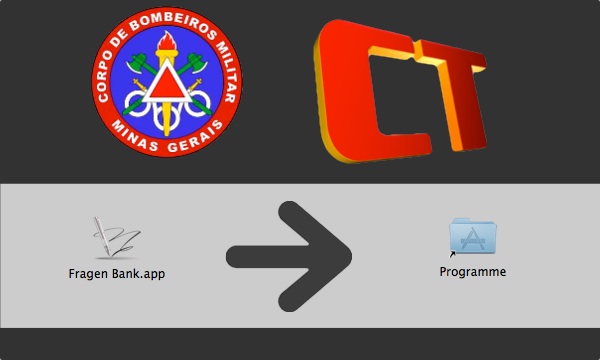 CORPO DE BOMBEIROS MILITAR
MINAS GERAIS
CT
Fragen Bank.app
Programme